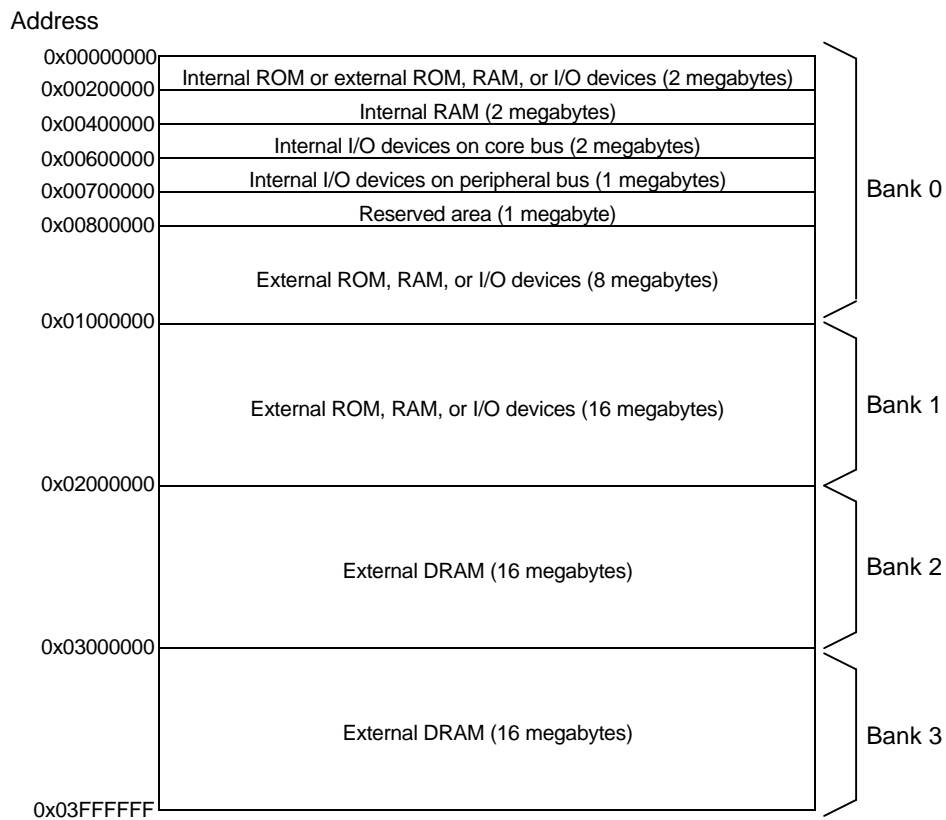 Address
0x00000000
Internal ROM or external ROM, RAM, or I/O devices (2 megabytes)
0x00200000
Internal RAM (2 megabytes)
0x00400000
Internal I/O devices on core bus (2 megabytes)
0x00600000
Internal I/O devices on peripheral bus (1 megabytes)
0x00700000
Bank 0
Reserved area (1 megabyte)
0x00800000
External ROM, RAM, or I/O devices (8 megabytes)
0x01000000
External ROM, RAM, or I/O devices (16 megabytes)
Bank 1
0x02000000
External DRAM (16 megabytes)
Bank 2
0x03000000
External DRAM (16 megabytes)
Bank 3
0x03FFFFFF